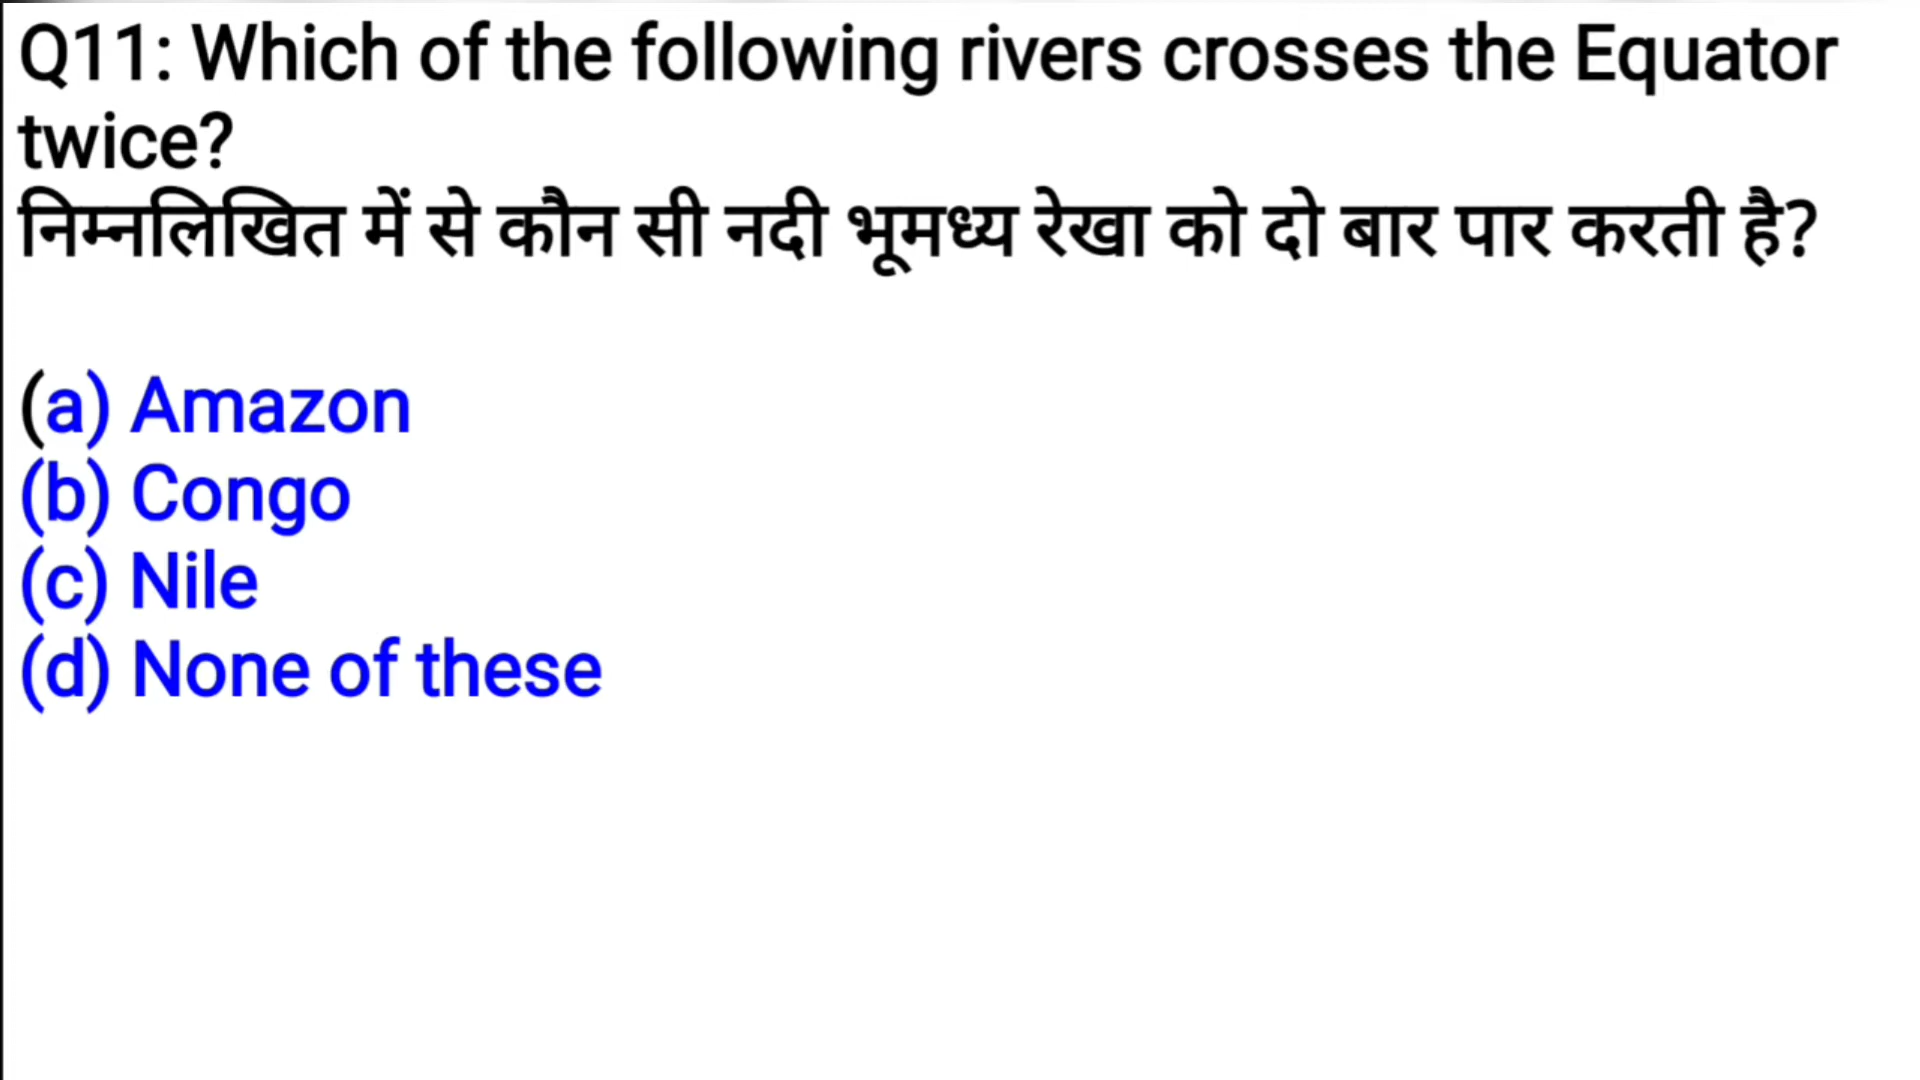 Q11: Which of the following rivers crosses the Equator
twice?
निम्नलिखित में से कौन सी नदी भूमध्य रेखा को दो बार पार करती है?
(a) Amazon
(b) Congo
(c) Nile
(d) None of these